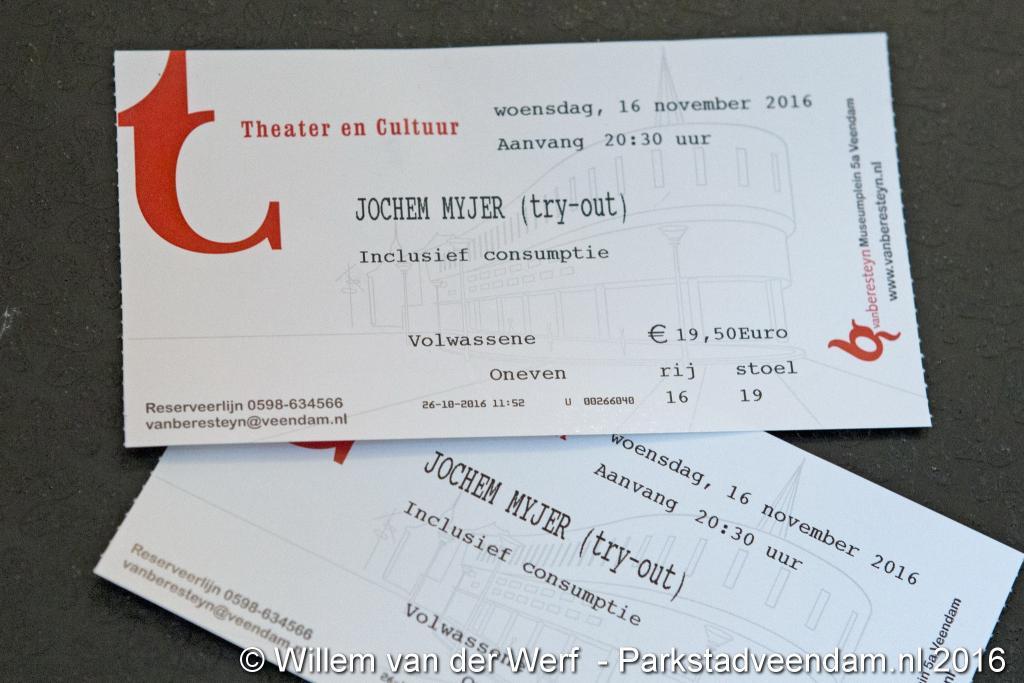 t
Theater en Cultuur
woensdag, 16 november 2016
Aanvang 20:30 uur
JOCHEM MYJER (try-out)
Inclusief consumptie
Volwassene € 19,50Euro
Oneven rij stoel
16 19
26-10-2016 11:52 U 00266040
Reserveerlijn 0598-634566
vanberesteyn@veendam.nl
vanberesteyn Museumplein 5a Veendam
www.vanberesteyn.nl
woensdag, 16 november 2016
Aanvang 20:30 uur
JOCHEM MYJER (try-out)
Inclusief consumptie
Volwassen
Reserveerlijn 0598-634566
vanberesteyn@veendam
5a Veendam
© Willem van der Werf - Parkstadveendam.nl 2016